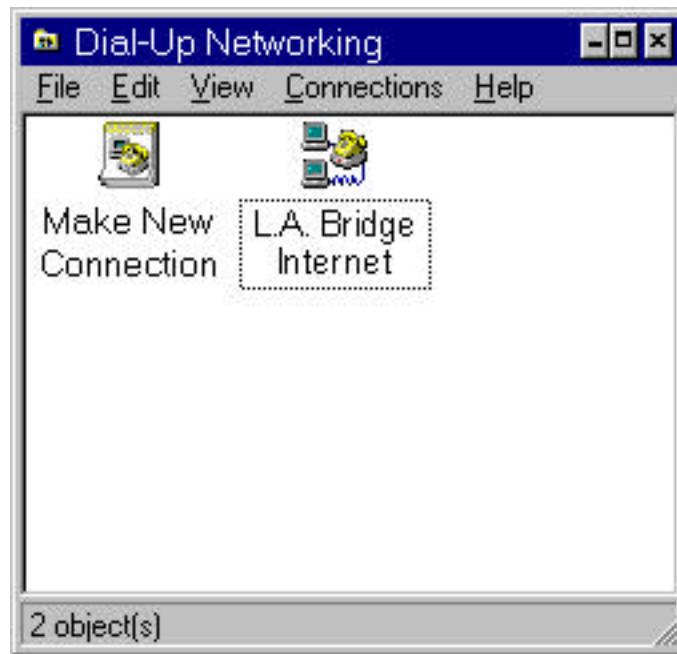 Dial-Up Networking
File Edit View Connections Help
Make New
Connection
L.A. Bridge
Internet
2 object(s)